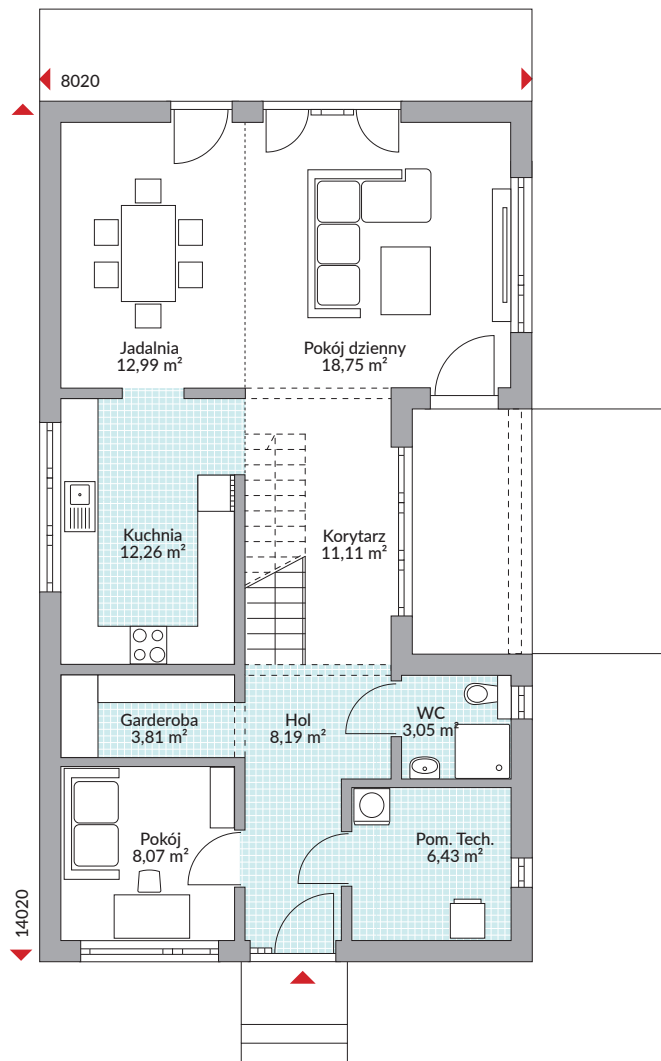 8020
Jadalnia
12,99 m²
Pokój dzienny
18,75 m²
Kuchnia
12,26 m²
Korytarz
11,11 m²
Garderoba
3,81 m²
Hol
8,19 m²
WC
3,05 m²
Pokój
8,07 m²
Pom. Tech.
6,43 m²
14020